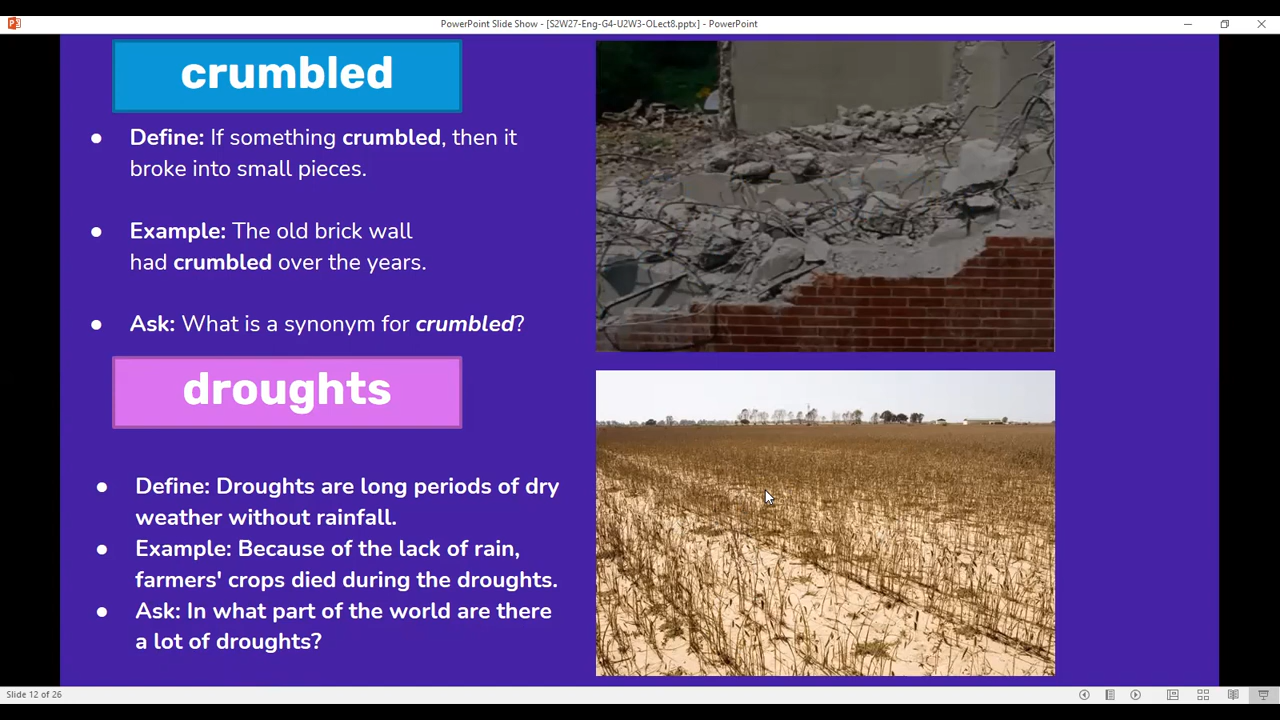 PowerPoint Slide Show - [S2W27-Eng-G4-U2W3-OLect8.pptx] - PowerPoint
crumbled
● Define: If something crumbled, then it
broke into small pieces.
● Example: The old brick wall
had crumbled over the years.
● Ask: What is a synonym for crumbled?
droughts
● Define: Droughts are long periods of dry
weather without rainfall.
● Example: Because of the lack of rain,
farmers' crops died during the droughts.
● Ask: In what part of the world are there
a lot of droughts?
Slide 12 of 26